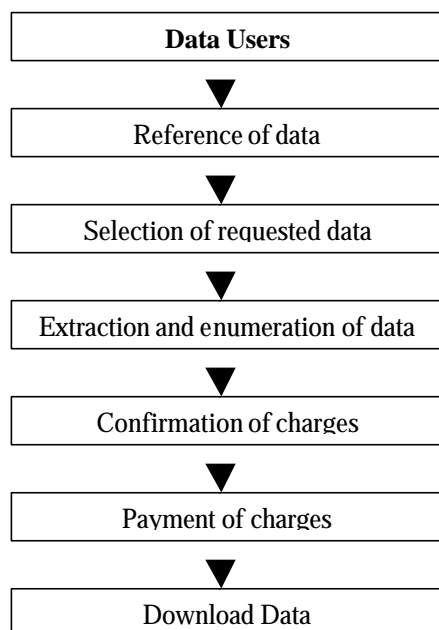 Data Users
Reference of data
Selection of requested data
Extraction and enumeration of data
Confirmation of charges
Payment of charges
Download Data